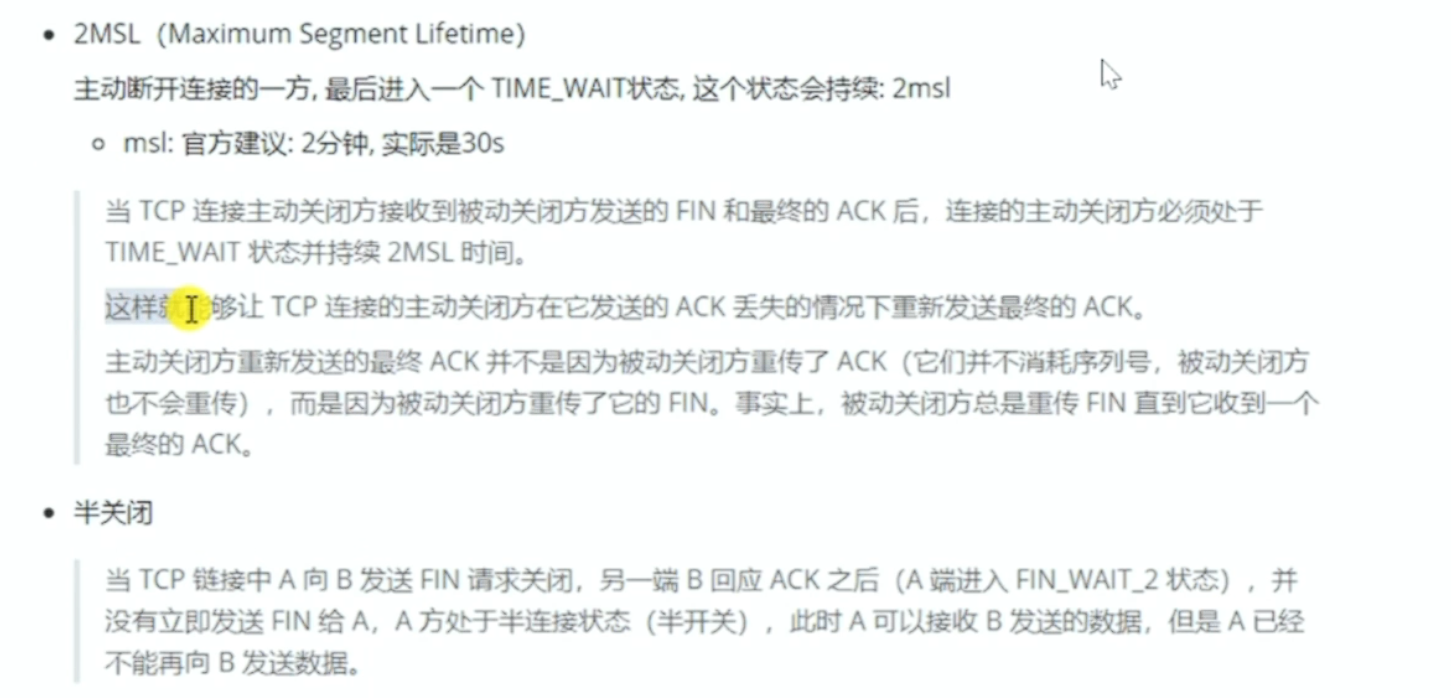 2MSL（Maximum Segment Lifetime）
主动断开连接的一方, 最后进入一个 TIME_WAIT状态, 这个状态会持续: 2msl
msl: 官方建议: 2分钟, 实际是30s
当 TCP 连接主动关闭方接收到被动关闭方发送的 FIN 和最终的 ACK 后，连接的主动关闭方必须处于
TIME_WAIT 状态并持续 2MSL 时间。
这样就能够让 TCP 连接的主动关闭方在它发送的 ACK 丢失的情况下重新发送最终的 ACK。
主动关闭方重新发送的最终 ACK 并不是因为被动关闭方重传了 ACK（它们并不消耗序列号，被动关闭方
也不会重传），而是因为被动关闭方重传了它的 FIN。事实上，被动关闭方总是重传 FIN 直到它收到一个
最终的 ACK。
半关闭
当 TCP 链接中 A 向 B 发送 FIN 请求关闭，另一端 B 回应 ACK 之后（A 端进入 FIN_WAIT_2 状态），并
没有立即发送 FIN 给 A，A 方处于半连接状态（半开关），此时 A 可以接收 B 发送的数据，但是 A 已经
不能再向 B 发送数据。